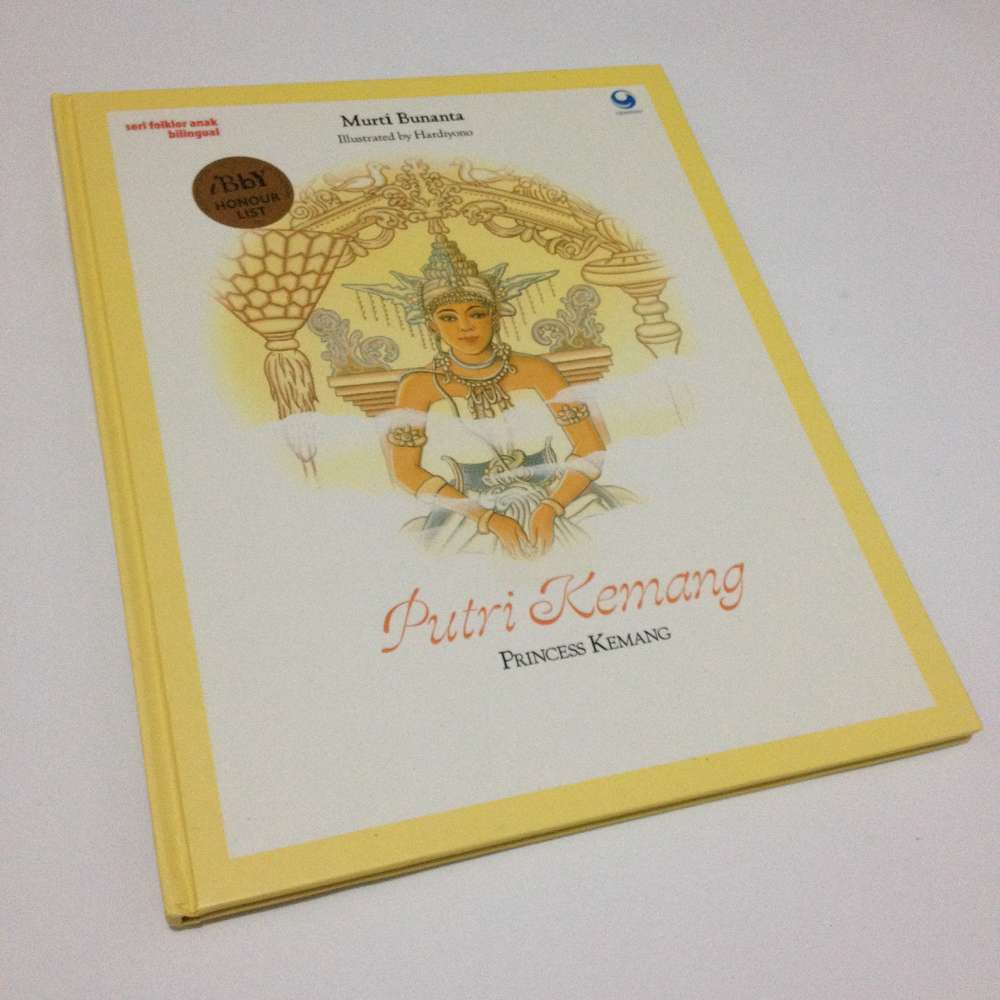 seri folklor anak
bilingual
Murti Bunanta
Illustrated by Hardiyono
iBbY
HONOUR
LIST
Putri Kemang
PRINCESS KEMANG